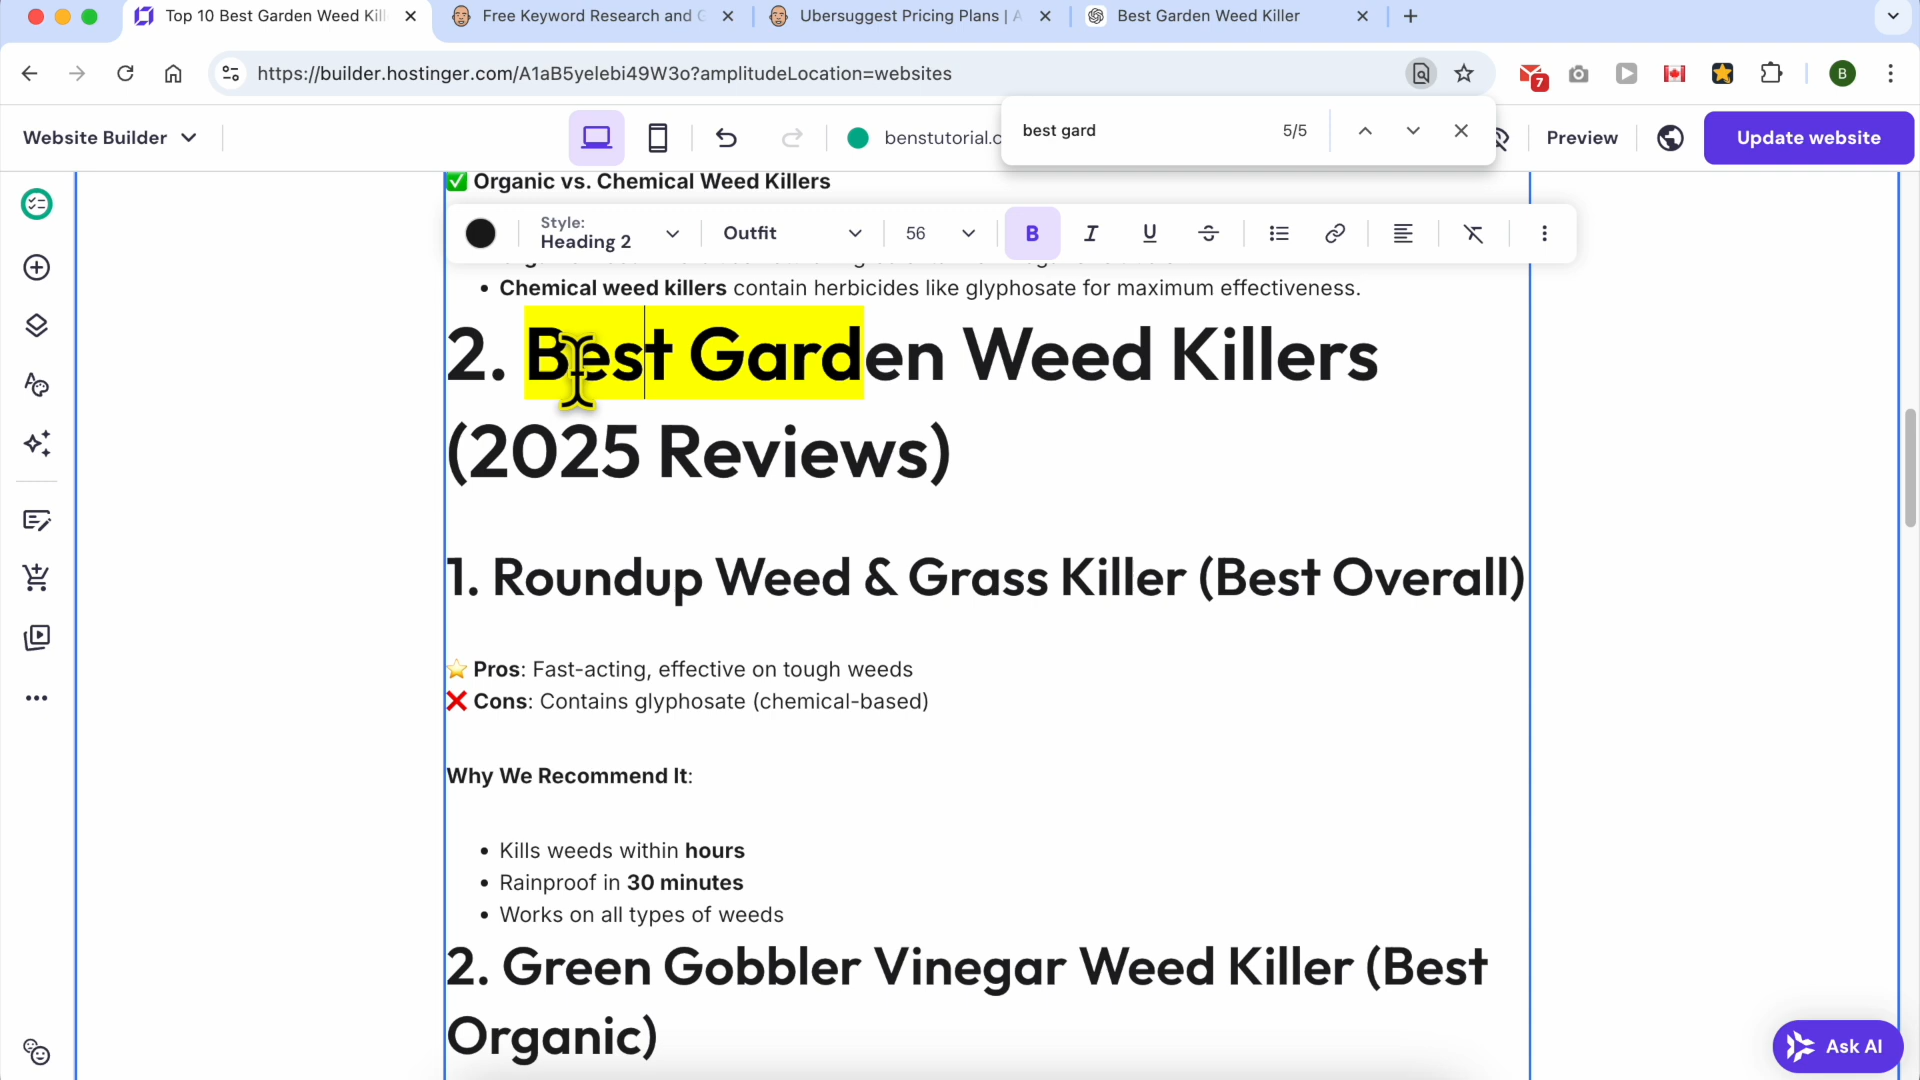 Top 10 Best Garden Weed Kil
Free Keyword Research and
Ubersuggest Pricing Plans |
Best Garden Weed Killer
https://builder.hostinger.com/A1aB5yelebi49W3o?amplitudeLocation=websites
7
B
Website Builder
benstutorial.c
best gard
5/5
Preview
Update website
✅ Organic vs. Chemical Weed Killers
Style:
Heading 2
Outfit
56
B
I
U
S
• Chemical weed killers contain herbicides like glyphosate for maximum effectiveness.
2. Best Garden Weed Killers
(2025 Reviews)
1. Roundup Weed & Grass Killer (Best Overall)
⭐ Pros: Fast-acting, effective on tough weeds
❌ Cons: Contains glyphosate (chemical-based)
Why We Recommend It:
• Kills weeds within hours
• Rainproof in 30 minutes
• Works on all types of weeds
2. Green Gobbler Vinegar Weed Killer (Best
Organic)
Ask AI